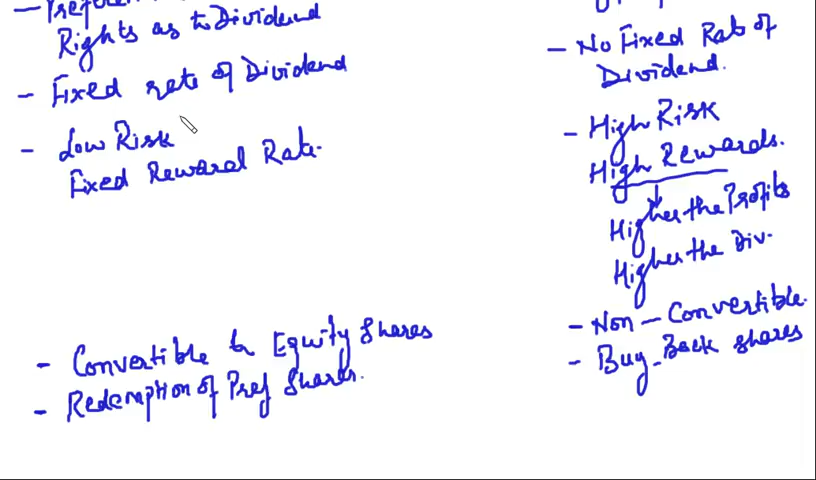 Rights as to Dividend
- Fixed rate of Dividend
- Low Risk
Fixed Reward Rate.
- Convertible to Equity Shares
- Redemption of Pref Shares.
- No Fixed Rate of
Dividend.
- High Risk
High Rewards.
Higher the Profits
Higher the Div.
- Non - Convertible.
- Buy-Back shares